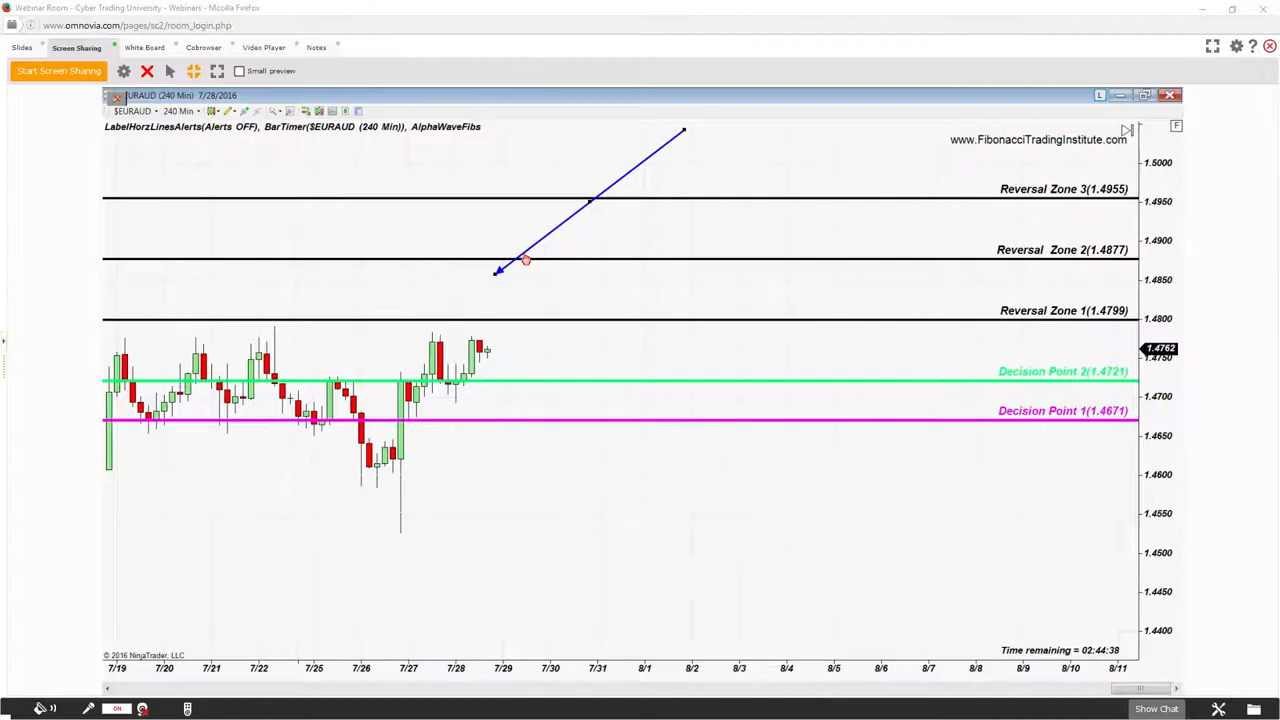 Webinar Room - Cyber Trading University - Webinars - Mozilla Firefox
www.omnovia.com/pages/sc2/room_login.php
Slides Screen Sharing White Board Cobrowser Video Player Notes
Start Screen Sharing Small preview
EURAUD (240 Min) 7/28/2016
L
$EURAUD 240 Min
LabelHorzLinesAlerts(Alerts OFF), BarTimer($EURAUD (240 Min)), AlphaWaveFibs
F
www.FibonacciTradingInstitute.com
1.5000
Reversal Zone 3(1.4955)
1.4950
1.4900
Reversal Zone 2(1.4877)
1.4850
Reversal Zone 1(1.4799)
1.4800
1.4762
1.4750
Decision Point 2(1.4721)
1.4700
Decision Point 1(1.4671)
1.4650
1.4600
1.4550
1.4500
1.4450
1.4400
Time remaining = 02:44:38
© 2016 NinjaTrader, LLC
7/19 7/20 7/21 7/22 7/25 7/26 7/27 7/28 7/29 7/30 7/31 8/1 8/2 8/3 8/4 8/5 8/6 8/7 8/8 8/9 8/10 8/11
ON
Show Chat